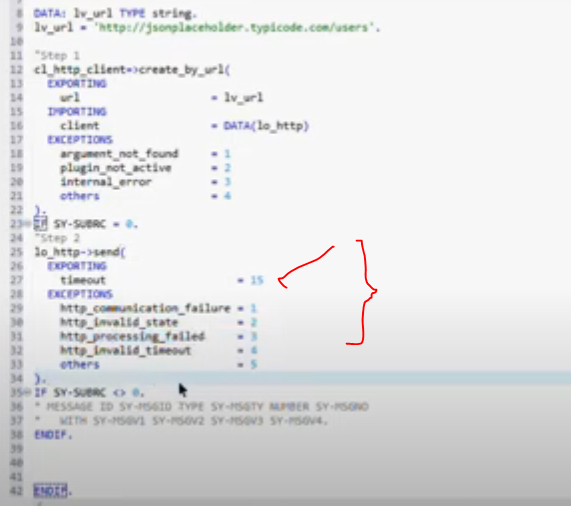 8 DATA: lv_url TYPE string.
9 lv_url = 'http://jsonplaceholder.typicode.com/users'.
10
11 "Step 1
12 cl_http_client=>create_by_url(
13 EXPORTING
14 url = lv_url
15 IMPORTING
16 client = DATA(lo_http)
17 EXCEPTIONS
18 argument_not_found = 1
19 plugin_not_active = 2
20 internal_error = 3
21 others = 4
22 ).
23 IF SY-SUBRC = 0.
24 "Step 2
25 lo_http->send(
26 EXPORTING
27 timeout = 15
28 EXCEPTIONS
29 http_communication_failure = 1
30 http_invalid_state = 2
31 http_processing_failed = 3
32 http_invalid_timeout = 4
33 others = 5
34 ).
35 IF SY-SUBRC <> 0.
36 * MESSAGE ID SY-MSGID TYPE SY-MSGTY NUMBER SY-MSGNO
37 * WITH SY-MSGV1 SY-MSGV2 SY-MSGV3 SY-MSGV4.
38 ENDIF.
39
40
41
42 ENDIF.